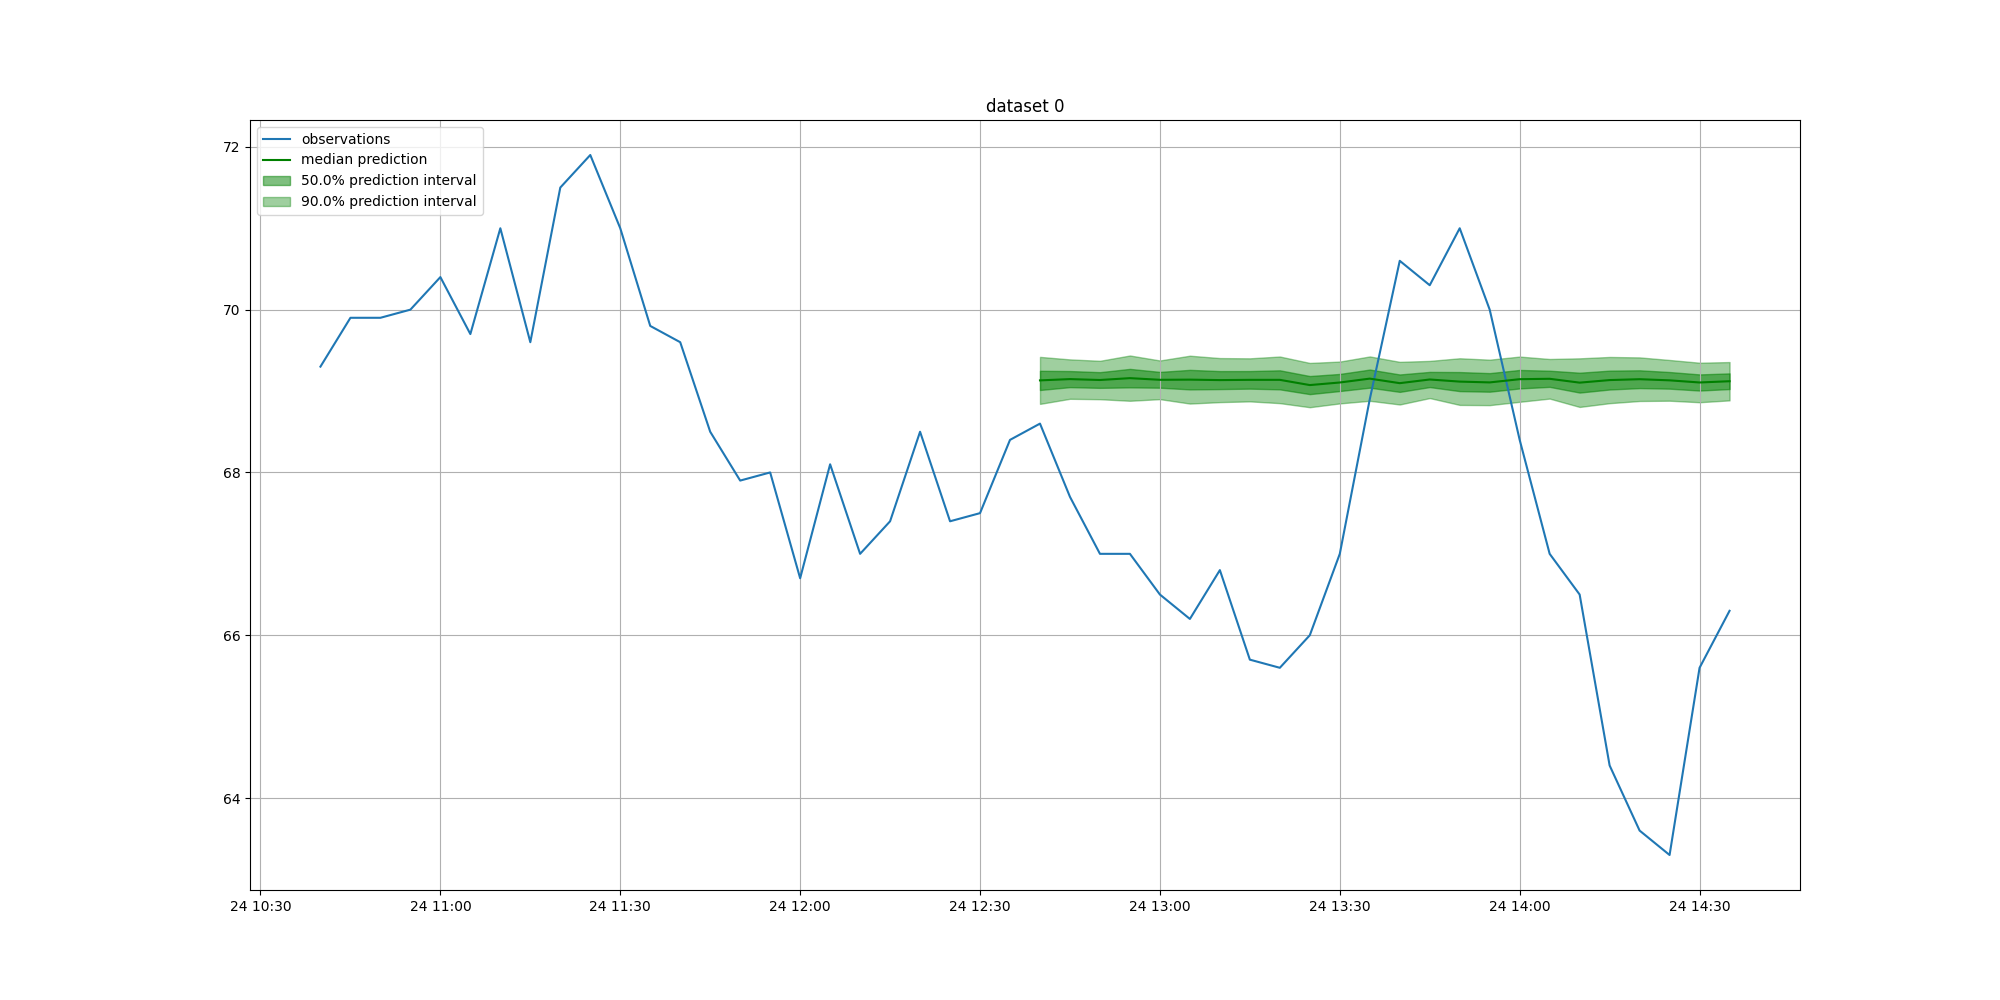 dataset 0
observations
median prediction
50.0% prediction interval
90.0% prediction interval
72
70
68
66
64
24 10:30
24 11:00
24 11:30
24 12:00
24 12:30
24 13:00
24 13:30
24 14:00
24 14:30